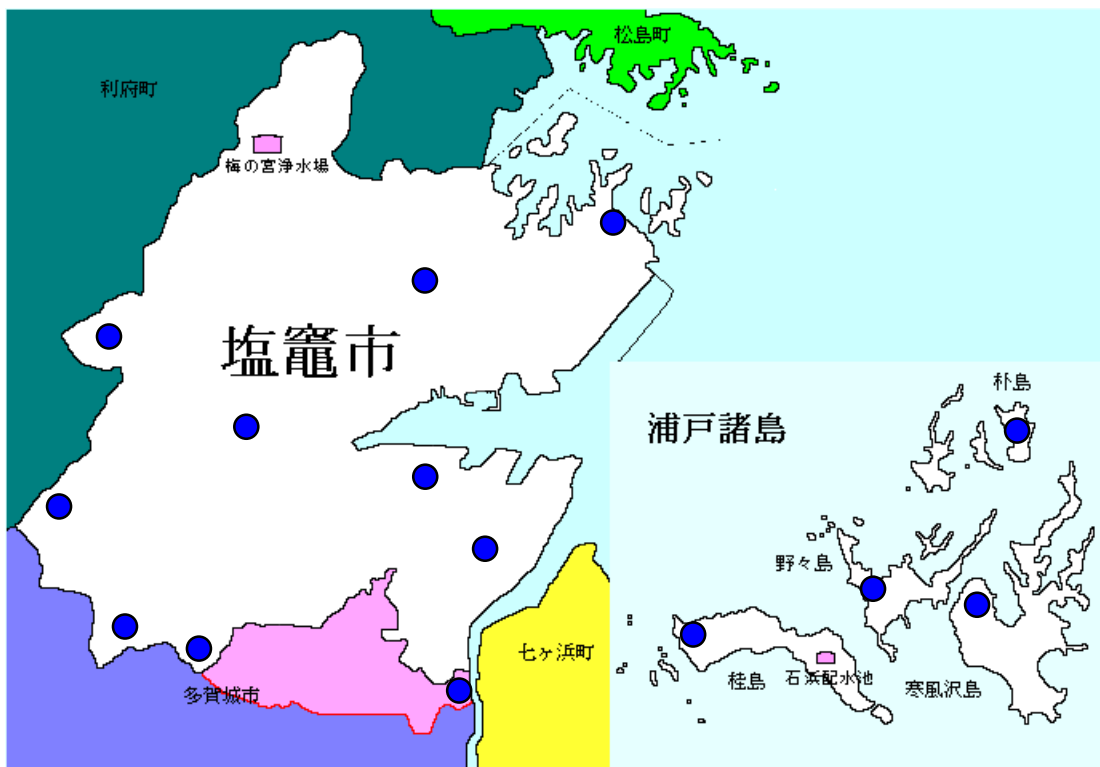 松島町
利府町
梅の宮浄水場
塩竈市
朴島
浦戸諸島
野々島
七ヶ浜町
桂島
石浜配水池
寒風沢島
多賀城市